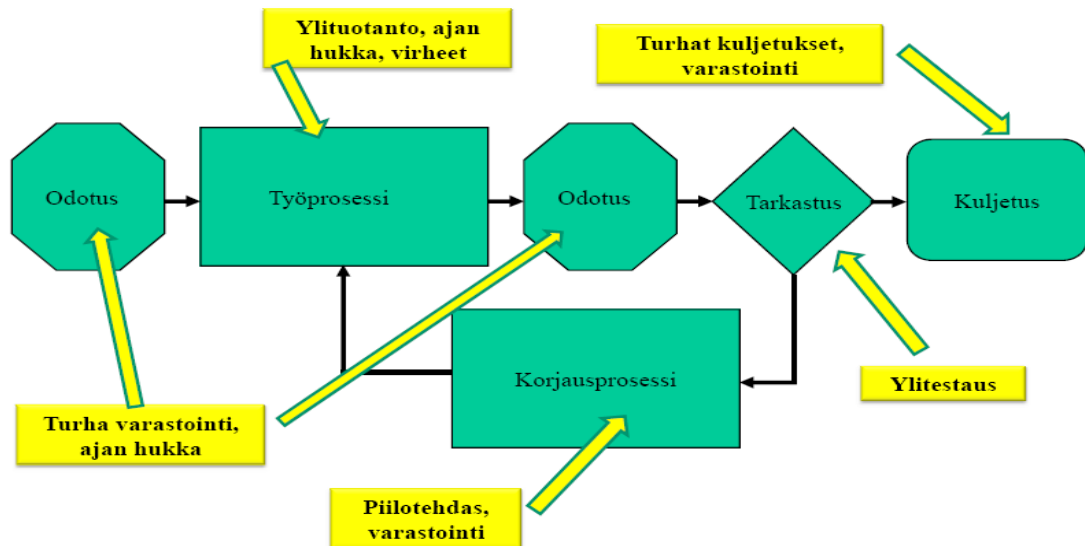 Ylituotanto, ajan
hukka, virheet
Turhat kuljetukset,
varastointi
Odotus
Työprosessi
Odotus
Tarkastus
Kuljetus
Korjausprosessi
Ylitestaus
Turha varastointi,
ajan hukka
Piilotehdas,
varastointi